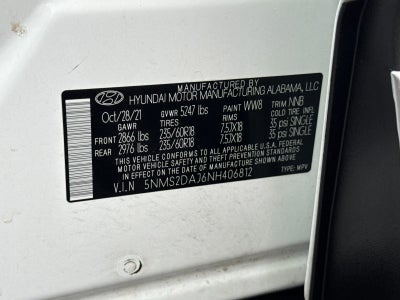 MANUFACTURED BY
HYUNDAI MOTOR MANUFACTURING ALABAMA, LLC
Oct/28/21 GVWR 5247 lbs PAINT WW8 TRIM NNB
GAWR TIRES RIMS COLD TIRE INFL
FRONT 2866 lbs 235/60R18 7.5JX18 35 psi SINGLE
REAR 2976 lbs 235/60R18 7.5JX18 35 psi SINGLE
THIS VEHICLE CONFORMS TO ALL APPLICABLE U.S.A FEDERAL
MOTOR VEHICLE SAFETY AND THEFT PREVENTION STANDARDS
IN EFFECT ON THE DATE OF MANUFACTURE SHOWN ABOVE.
V.I.N 5NMS2DAJ6NH406812 TYPE: MPV